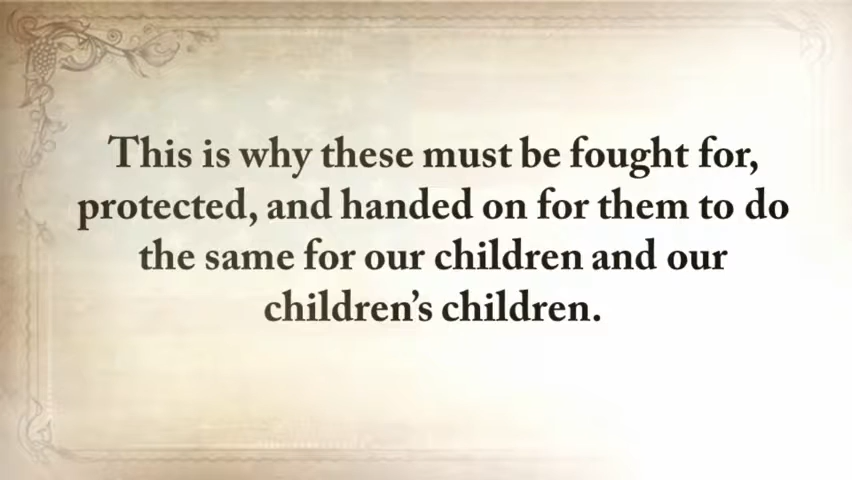 This is why these must be fought for,
protected, and handed on for them to do
the same for our children and our
children’s children.